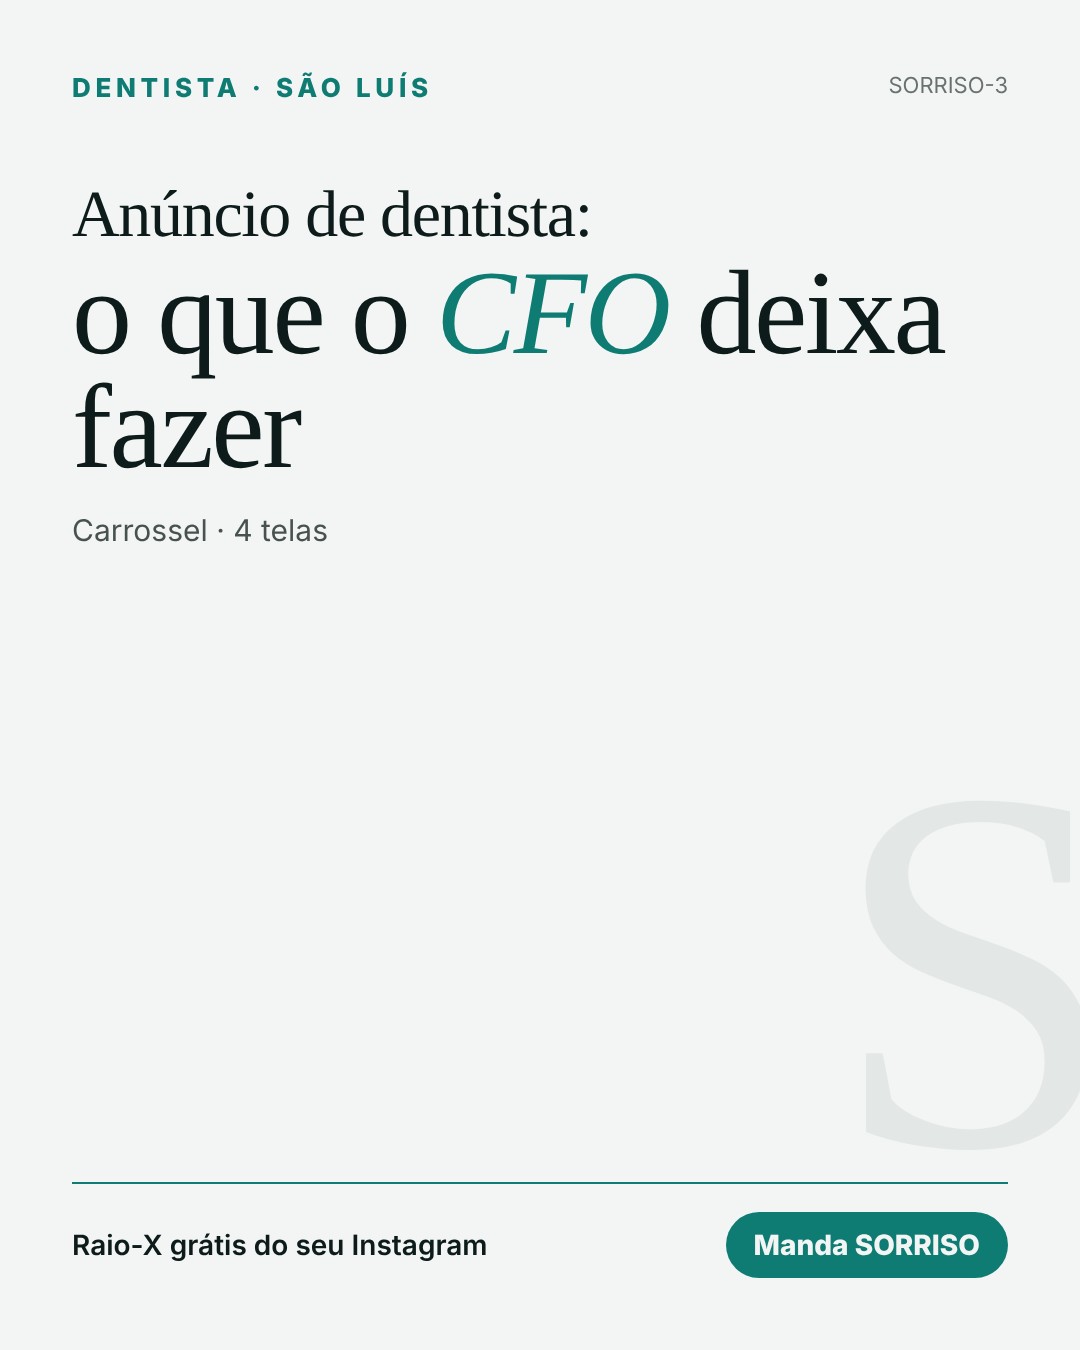 DENTISTA · SÃO LUÍS
SORRISO-3
Anúncio de dentista:
o que o CFO deixa
fazer
Carrossel · 4 telas
S
Raio-X grátis do seu Instagram
Manda SORRISO